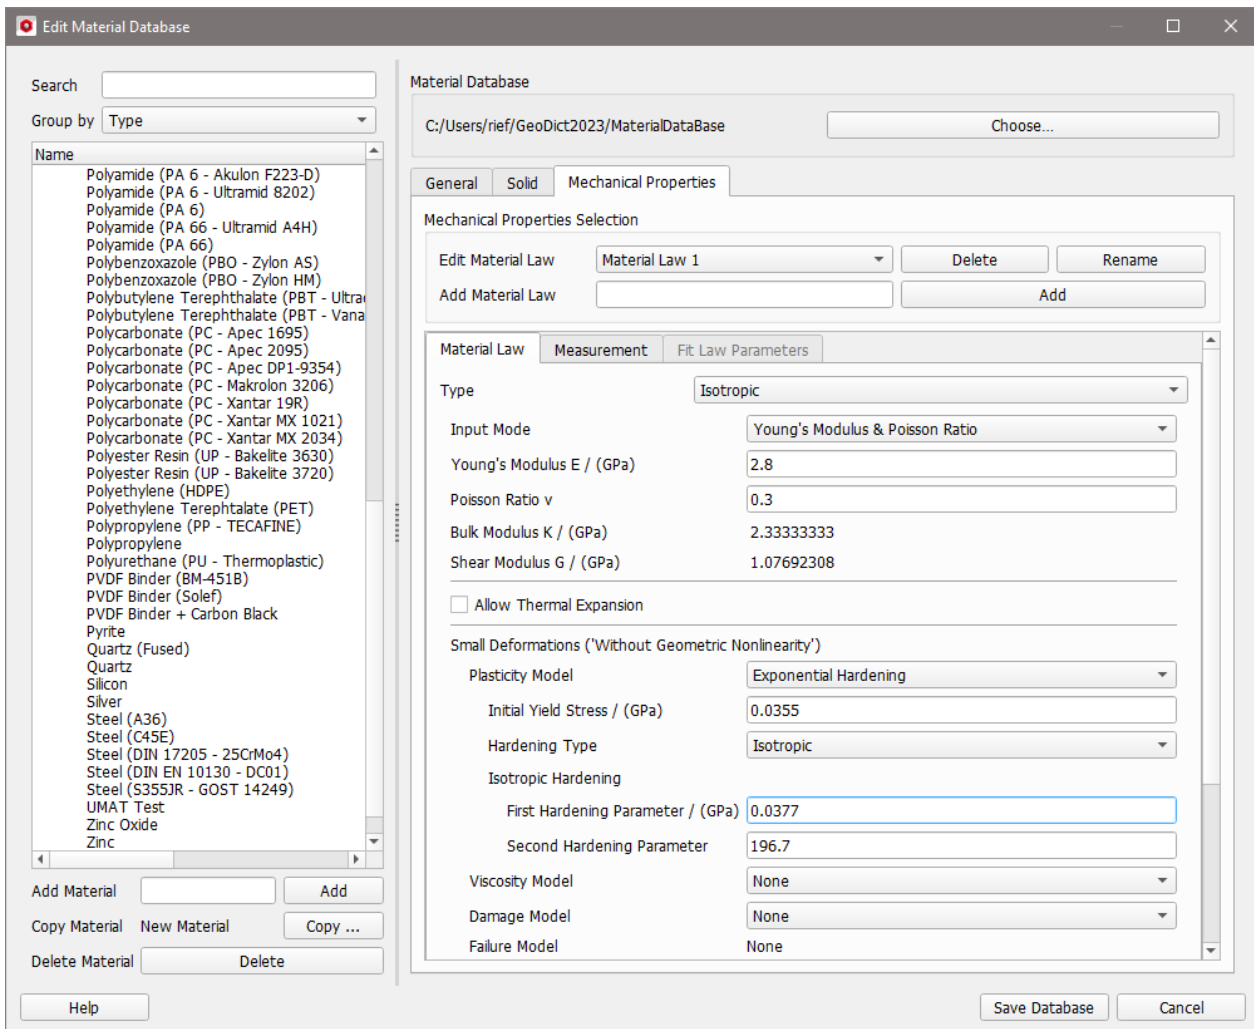 Edit Material Database
Search
Group by Type
Name
Polyamide (PA 6 - Akulon F223-D)
Polyamide (PA 6 - Ultramid 8202)
Polyamide (PA 6)
Polyamide (PA 66 - Ultramid A4H)
Polyamide (PA 66)
Polybenzoxazole (PBO - Zylon AS)
Polybenzoxazole (PBO - Zylon HM)
Polybutylene Terephthalate (PBT - Ultra
Polybutylene Terephthalate (PBT - Vana
Polycarbonate (PC - Apec 1695)
Polycarbonate (PC - Apec 2095)
Polycarbonate (PC - Apec DP1-9354)
Polycarbonate (PC - Makrolon 3206)
Polycarbonate (PC - Xantar 19R)
Polycarbonate (PC - Xantar MX 1021)
Polycarbonate (PC - Xantar MX 2034)
Polyester Resin (UP - Bakelite 3630)
Polyester Resin (UP - Bakelite 3720)
Polyethylene (HDPE)
Polyethylene Terephtalate (PET)
Polypropylene (PP - TECAFINE)
Polypropylene
Polyurethane (PU - Thermoplastic)
PVDF Binder (BM-451B)
PVDF Binder (Solef)
PVDF Binder + Carbon Black
Pyrite
Quartz (Fused)
Quartz
Silicon
Silver
Steel (A36)
Steel (C45E)
Steel (DIN 17205 - 25CrMo4)
Steel (DIN EN 10130 - DC01)
Steel (S355JR - GOST 14249)
UMAT Test
Zinc Oxide
Zinc
Add Material Add
Copy Material New Material Copy ...
Delete Material Delete
Material Database
C:/Users/rief/GeoDict2023/MaterialDataBase Choose...
General Solid Mechanical Properties
Mechanical Properties Selection
Edit Material Law Material Law 1 Delete Rename
Add Material Law Add
Material Law Measurement Fit Law Parameters
Type Isotropic
Input Mode Young's Modulus & Poisson Ratio
Young's Modulus E / (GPa) 2.8
Poisson Ratio v 0.3
Bulk Modulus K / (GPa) 2.33333333
Shear Modulus G / (GPa) 1.07692308
Allow Thermal Expansion
Small Deformations ('Without Geometric Nonlinearity')
Plasticity Model Exponential Hardening
Initial Yield Stress / (GPa) 0.0355
Hardening Type Isotropic
Isotropic Hardening
First Hardening Parameter / (GPa) 0.0377
Second Hardening Parameter 196.7
Viscosity Model None
Damage Model None
Failure Model None
Help Save Database Cancel